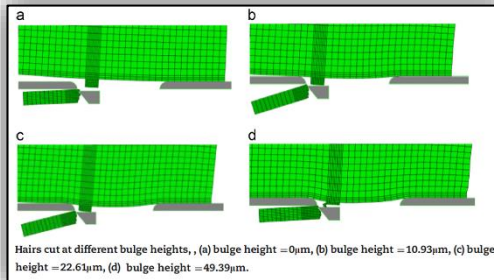 a
b
c
d
Hairs cut at different bulge heights, , (a) bulge height =0μm, (b) bulge height =10.93μm, (c) bulge
height =22.61μm, (d) bulge height =49.39μm.